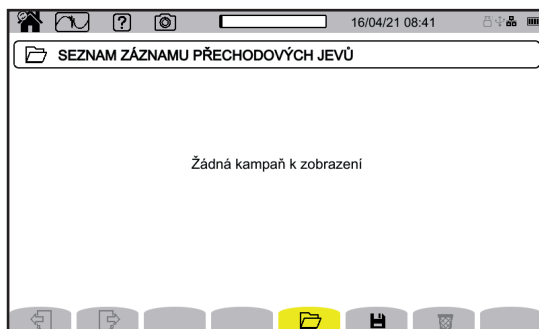 ?
16/04/21 08:41
SEZNAM ZÁZNAMU PŘECHODOVÝCH JEVŮ
Žádná kampaň k zobrazení